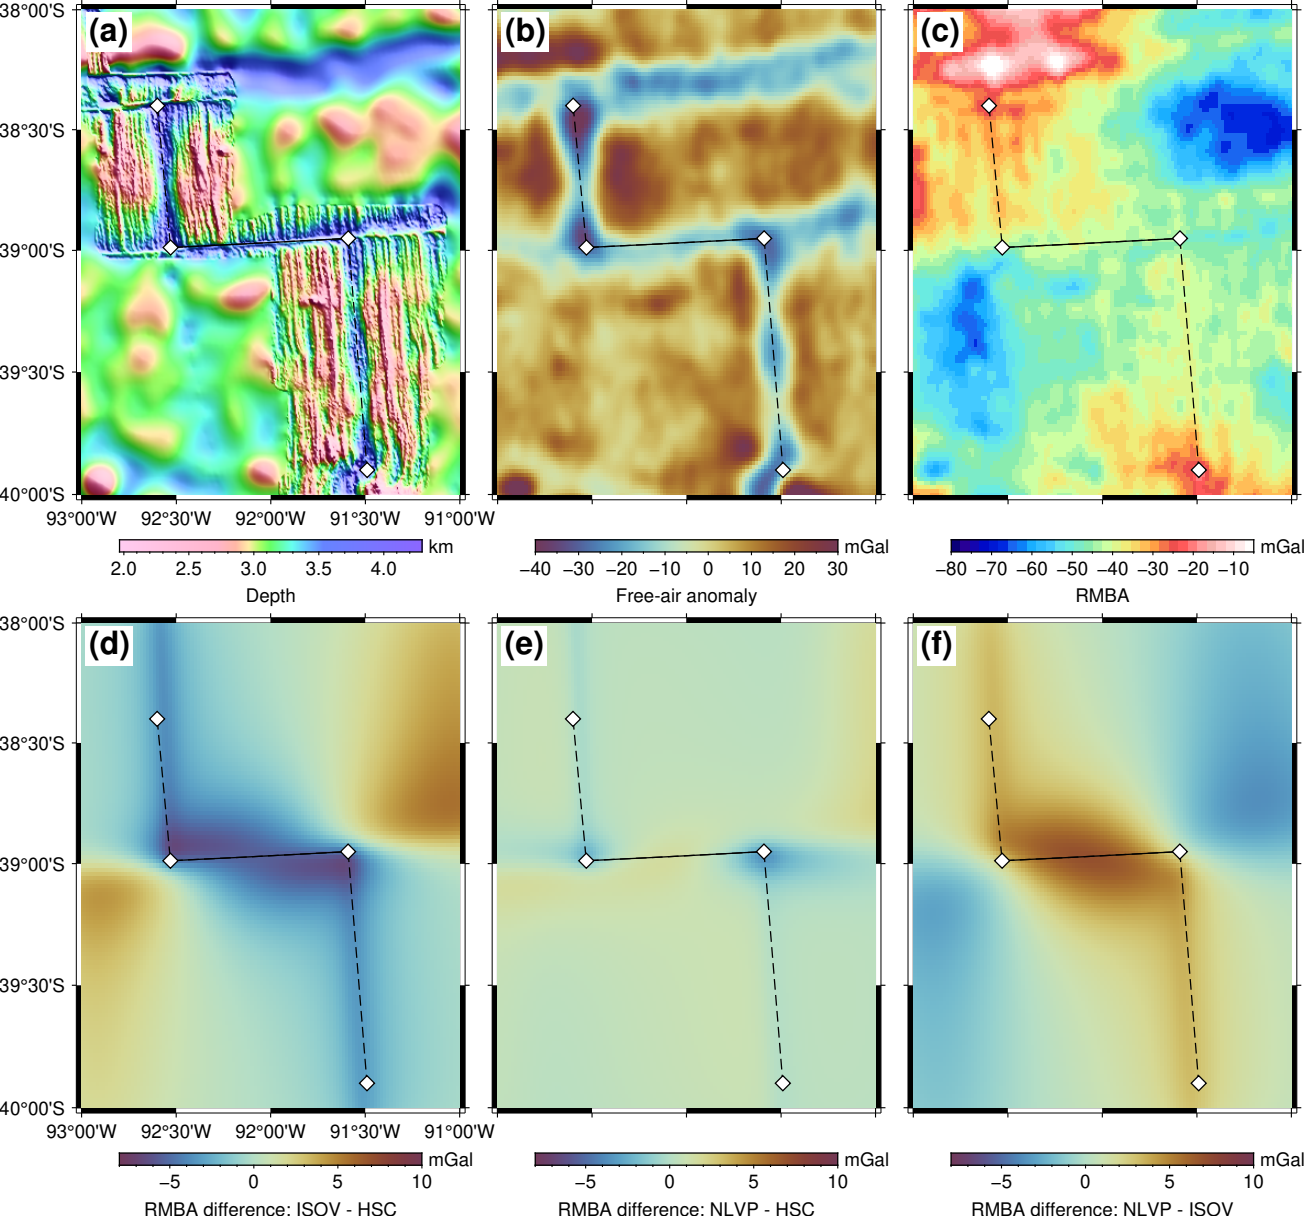 (a)
(b)
(c)
38°00'S
38°30'S
39°00'S
39°30'S
40°00'S
93°00'W 92°30'W 92°00'W 91°30'W 91°00'W
2.0 2.5 3.0 3.5 4.0 km
Depth
−40 −30 −20 −10 0 10 20 30 mGal
Free-air anomaly
−80 −70 −60 −50 −40 −30 −20 −10 mGal
RMBA
(d)
(e)
(f)
38°00'S
38°30'S
39°00'S
39°30'S
40°00'S
93°00'W 92°30'W 92°00'W 91°30'W 91°00'W
−5 0 5 10 mGal
RMBA difference: ISOV - HSC
−5 0 5 10 mGal
RMBA difference: NLVP - HSC
−5 0 5 10 mGal
RMBA difference: NLVP - ISOV